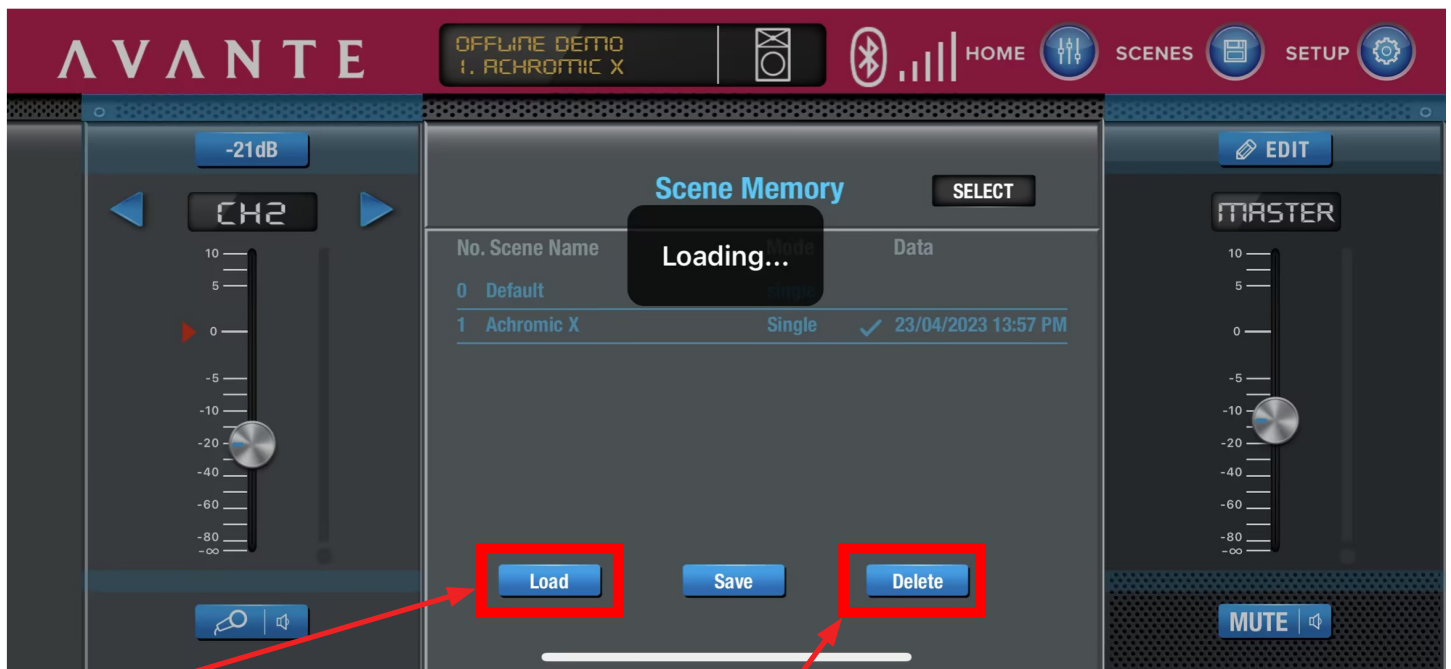 AVANTE
OFFLINE DEMO
1. ACHROMIC X
HOME
SCENES
SETUP
-21dB
CH2
10
5
0
-5
-10
-20
-40
-60
-80
-∞
Scene Memory
SELECT
No. Scene Name Mode Data
Loading...
0 Default single
1 Achromic X Single 23/04/2023 13:57 PM
Load
Save
Delete
EDIT
MASTER
10
5
0
-5
-10
-20
-40
-60
-80
-∞
MUTE